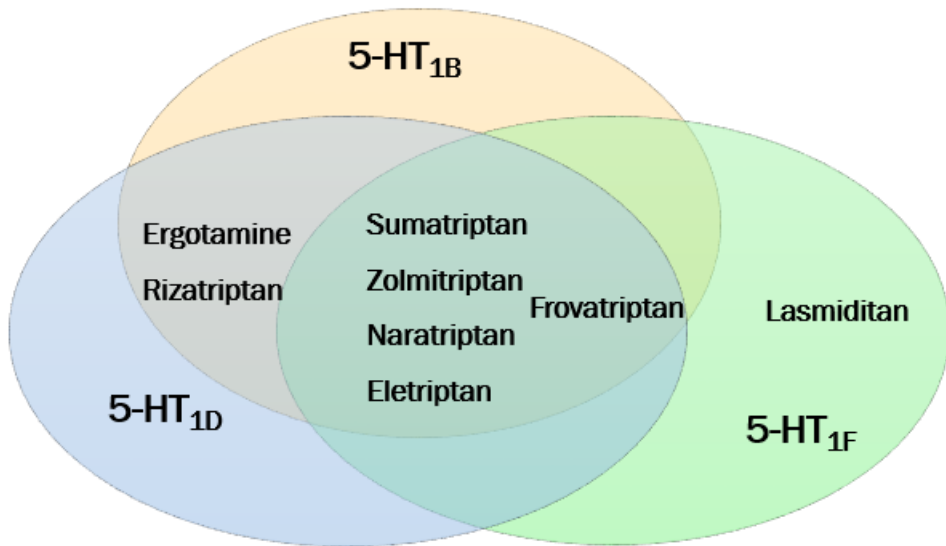 5-HT1B
Ergotamine
Rizatriptan
Sumatriptan
Zolmitriptan
Naratriptan
Eletriptan
Frovatriptan
Lasmiditan
5-HT1D
5-HT1F